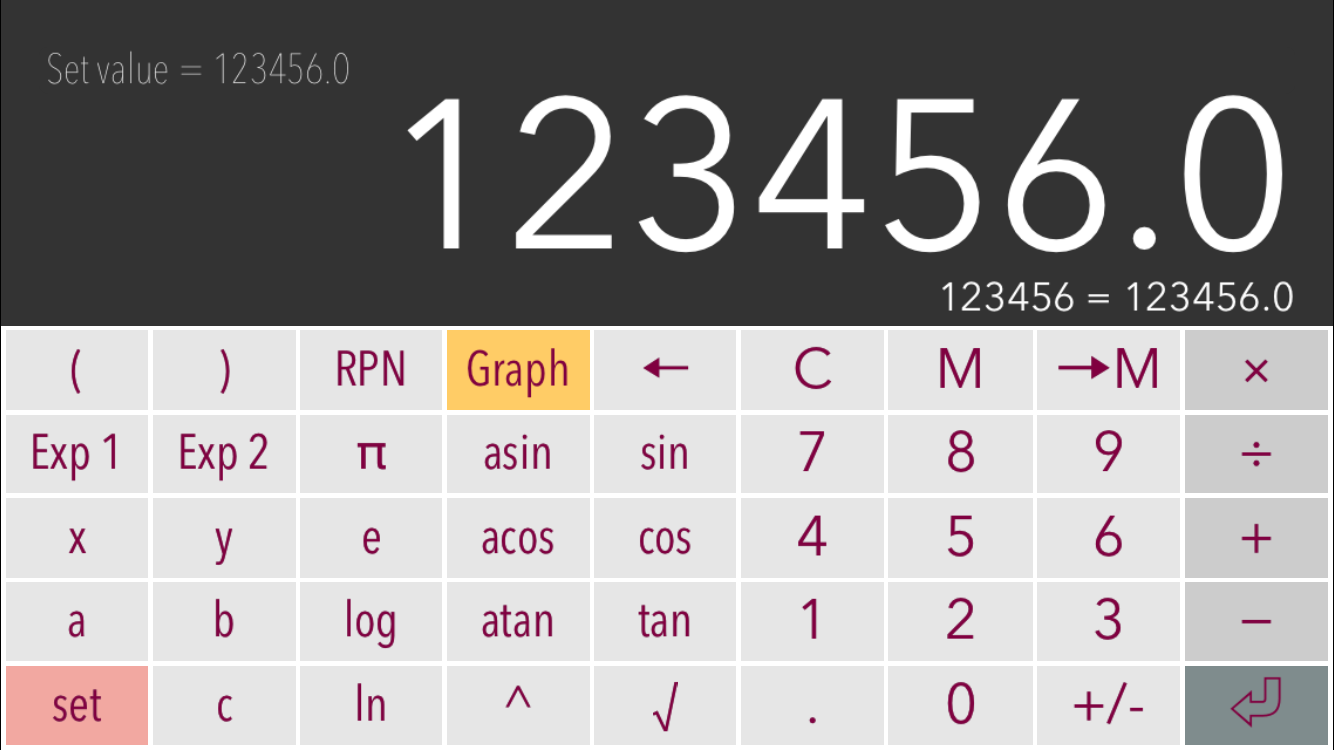 Set value = 123456.0
123456.0
123456 = 123456.0
( ) RPN Graph ← C M →M ×
Exp 1 Exp 2 π asin sin 7 8 9 ÷
x y e acos cos 4 5 6 +
a b log atan tan 1 2 3 −
set c ln ^ √ . 0 +/-